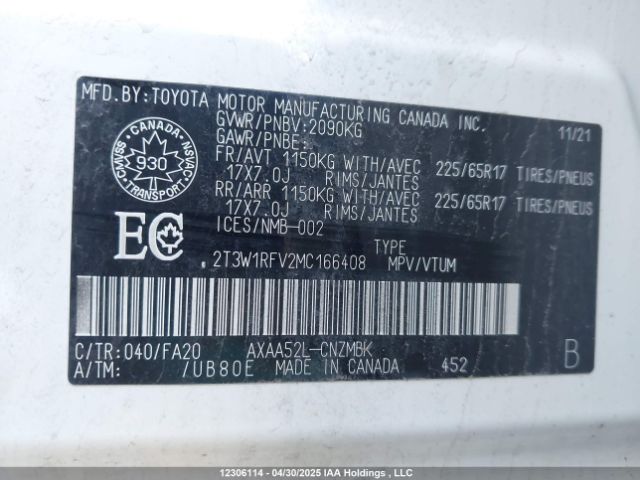 MFD.BY:TOYOTA MOTOR MANUFACTURING CANADA INC.
GVWR/PNBV:2090KG 11/21
GAWR/PNBE:
FR/AVT 1150KG WITH/AVEC 225/65R17 TIRES/PNEUS
17X7.0J RIMS/JANTES
RR/ARR 1150KG WITH/AVEC 225/65R17 TIRES/PNEUS
17X7.0J RIMS/JANTES
ICES/NMB-002
CANADA
CMVSS 930 NSVAC
TRANSPORT
EC
TYPE
2T3W1RFV2MC166408 MPV/VTUM
C/TR:040/FA20 AXAA52L-CNZMBK B
A/TM: /UB80E MADE IN CANADA 452
12306114 - 04/30/2025 IAA Holdings , LLC